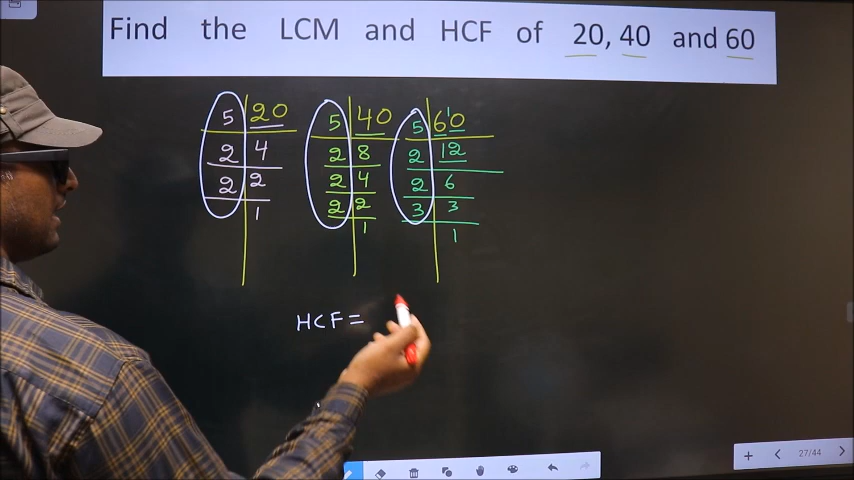 Find the LCM and HCF of 20, 40 and 60
5 20 5 40 5 6¹0
2 4 2 8 2 12
2 2 2 4 2 6
1 2 2 3 3
1 1
HCF =
27/44